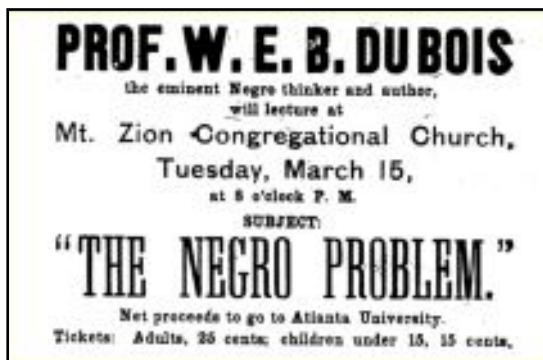 PROF. W. E. B. DU BOIS
the eminent Negro thinker and author,
will lecture at
Mt. Zion Congregational Church,
Tuesday, March 15,
at 8 o'clock P. M.
SUBJECT:
"THE NEGRO PROBLEM."
Net proceeds to go to Atlanta University.
Tickets: Adults, 25 cents; children under 15, 15 cents,